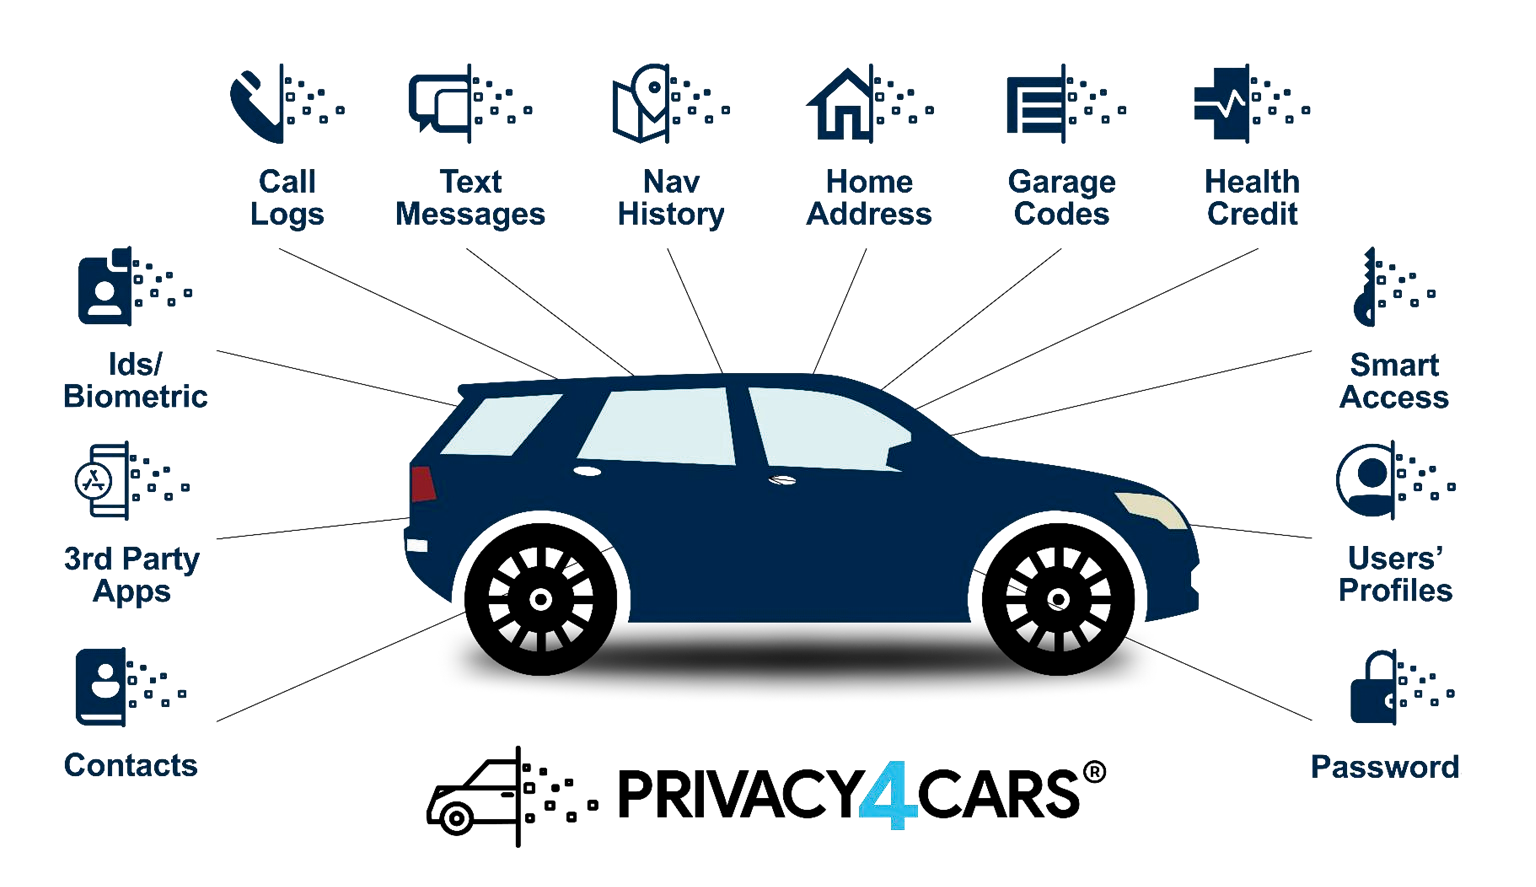 Call
Logs
Text
Messages
Nav
History
Home
Address
Garage
Codes
Health
Credit
Ids/
Biometric
Smart
Access
3rd Party
Apps
Users’
Profiles
Contacts
Password
PRIVACY4CARS®